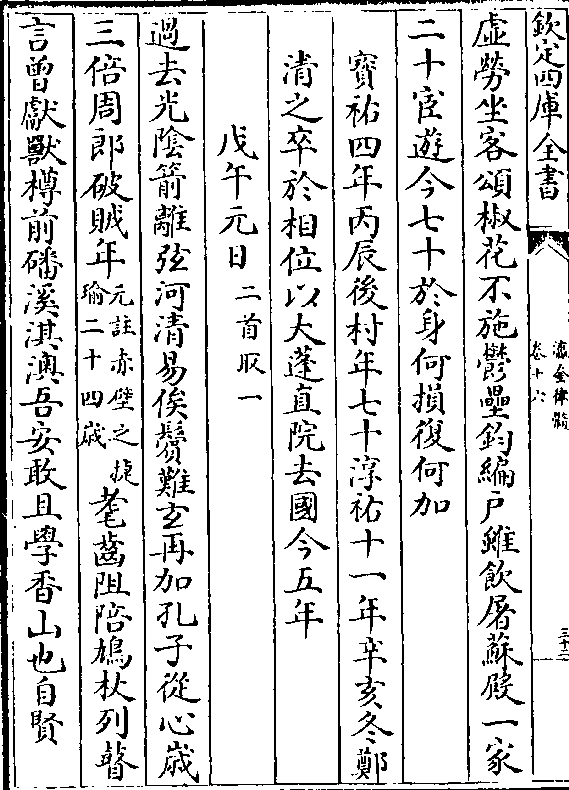 欽定四庫全書
瀛奎律髓
卷十六
三十二
虛勞坐客頌椒花不施鬱壘鈞編戶雖飲屠蘇殿一家
二十宦遊今七十於身何損復何加
寳祐四年丙辰後村年七十淳祐十一年辛亥冬鄭
清之卒於相位以大蓬直院去國今五年
戊午元日二首取一
過去光陰箭離弦河清易俟鬢難𤣥再加孔子從心歲
三倍周郎破賊年元註赤壁之捷瑜二十四歲耄齒阻陪鳩杖列瞽
言曾獻獸樽前磻溪淇澳吾安敢且學香山也自賢